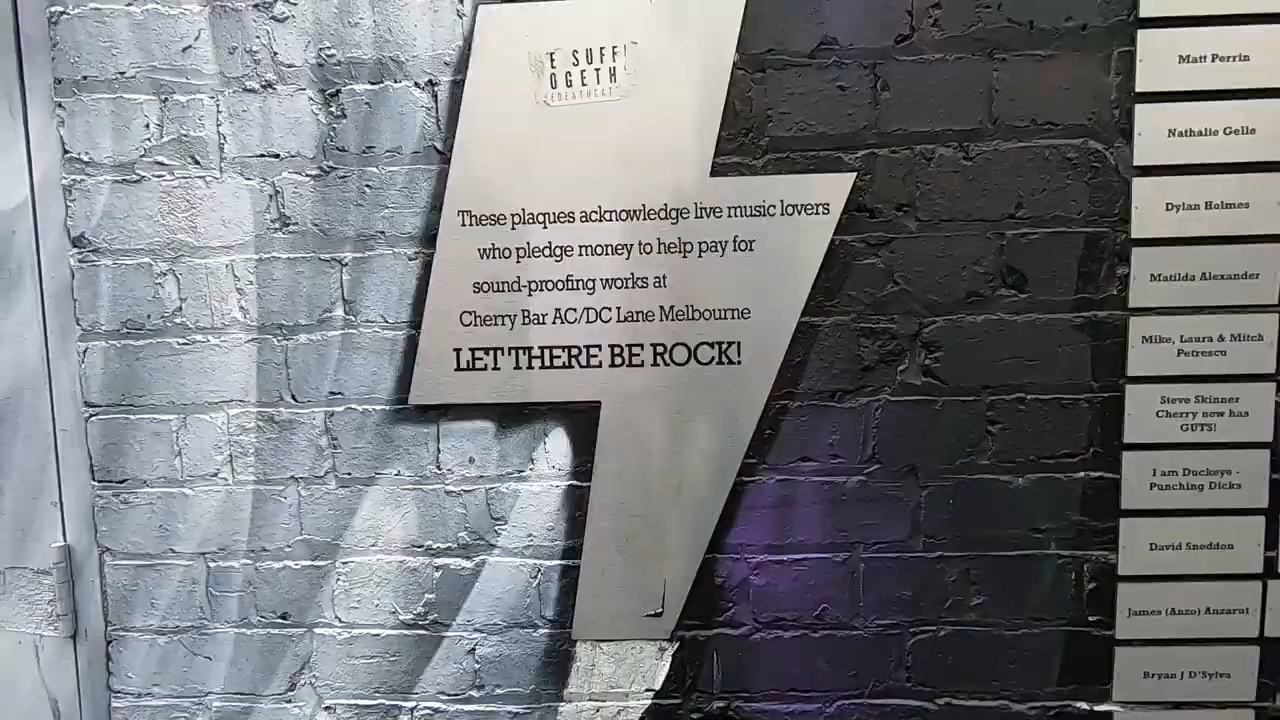 E SUFF
OGETH
These plaques acknowledge live music lovers
who pledge money to help pay for
sound-proofing works at
Cherry Bar AC/DC Lane Melbourne
LET THERE BE ROCK!
Matt Perrin
Nathalie Gelle
Dylan Holmes
Matilda Alexander
Mike, Laura & Mitch
Petrescu
Steve Skinner
Cherry now has
GUTS!
I am Duckeye -
Punching Dicks
David Sneddon
James (Anzo) Anzarut
Bryan J D'Sylva